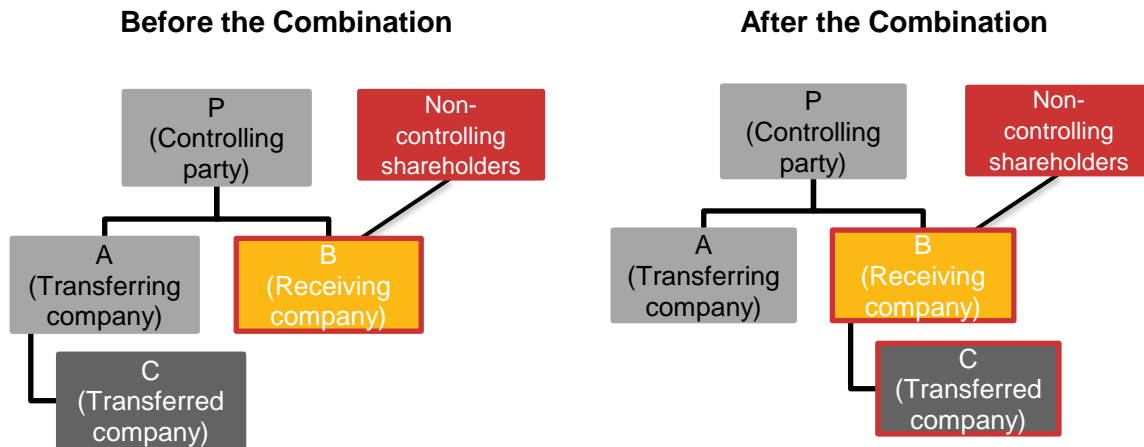 Before the Combination
P
(Controlling
party)
Non-
controlling
shareholders
A
(Transferring
company)
B
(Receiving
company)
C
(Transferred
company)
After the Combination
P
(Controlling
party)
Non-
controlling
shareholders
A
(Transferring
company)
B
(Receiving
company)
C
(Transferred
company)